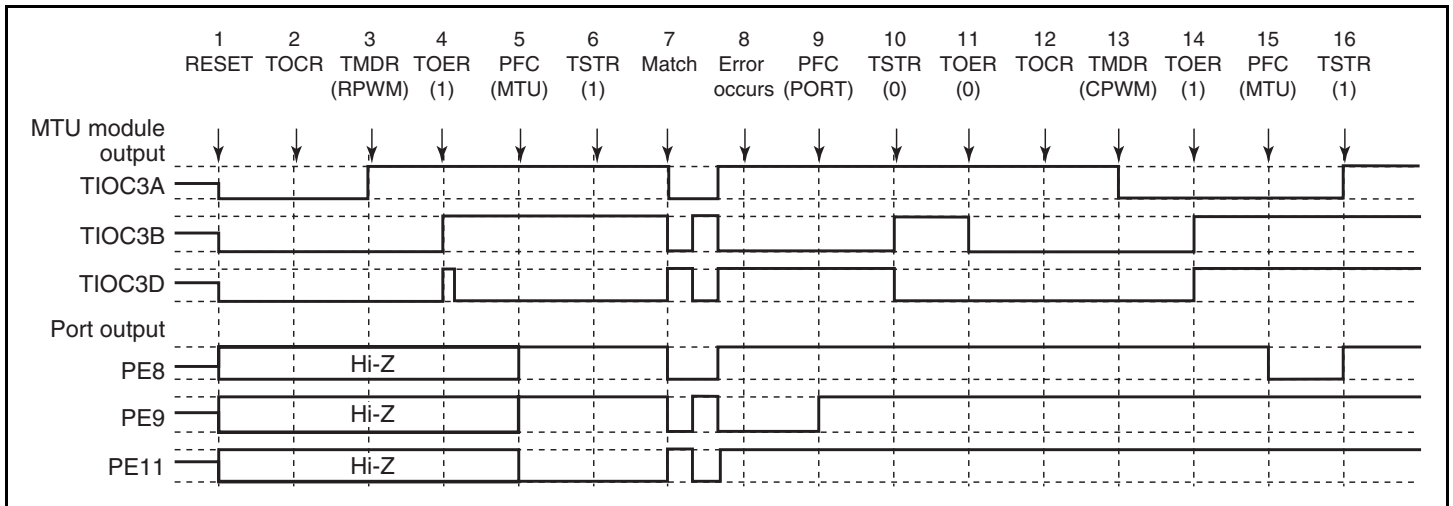 1 2 3 4 5 6 7 8 9 10 11 12 13 14 15 16
RESET TOCR TMDR TOER PFC TSTR Match Error PFC TSTR TOER TOCR TMDR TOER PFC TSTR
(RPWM) (1) (MTU) (1) occurs (PORT) (0) (0) (CPWM) (1) (MTU) (1)
MTU module
output
TIOC3A
TIOC3B
TIOC3D
Port output
PE8 Hi-Z
PE9 Hi-Z
PE11 Hi-Z